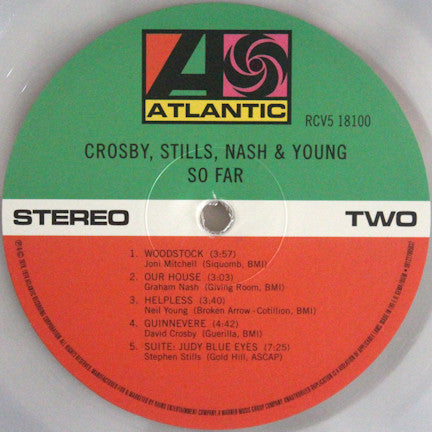 ATLANTIC
RCV5 18100
CROSBY, STILLS, NASH & YOUNG
SO FAR
STEREO TWO
1. WOODSTOCK (3:57)
Joni Mitchell (Siquomb, BMI)
2. OUR HOUSE (3:03)
Graham Nash (Giving Room, BMI)
3. HELPLESS (3:40)
Neil Young (Broken Arrow - Cotillion, BMI)
4. GUINNEVERE (4:42)
David Crosby (Guerilla, BMI)
5. SUITE: JUDY BLUE EYES (7:25)
Stephen Stills (Gold Hill, ASCAP)